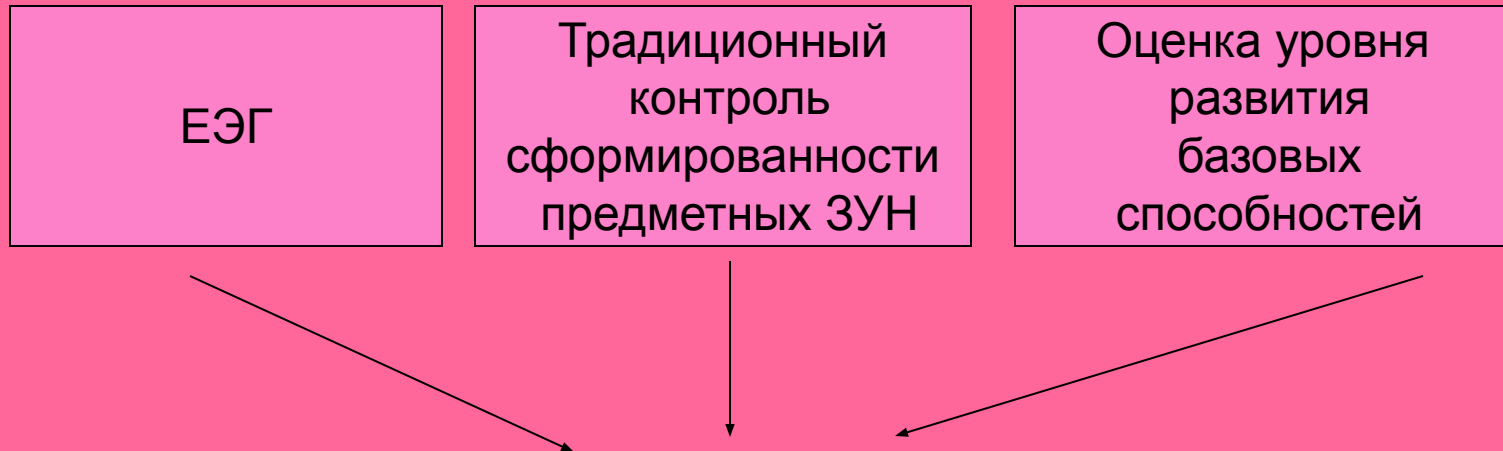 ЕЭГ
Традиционный
контроль
сформированности
предметных ЗУН
Оценка уровня
развития
базовых
способностей